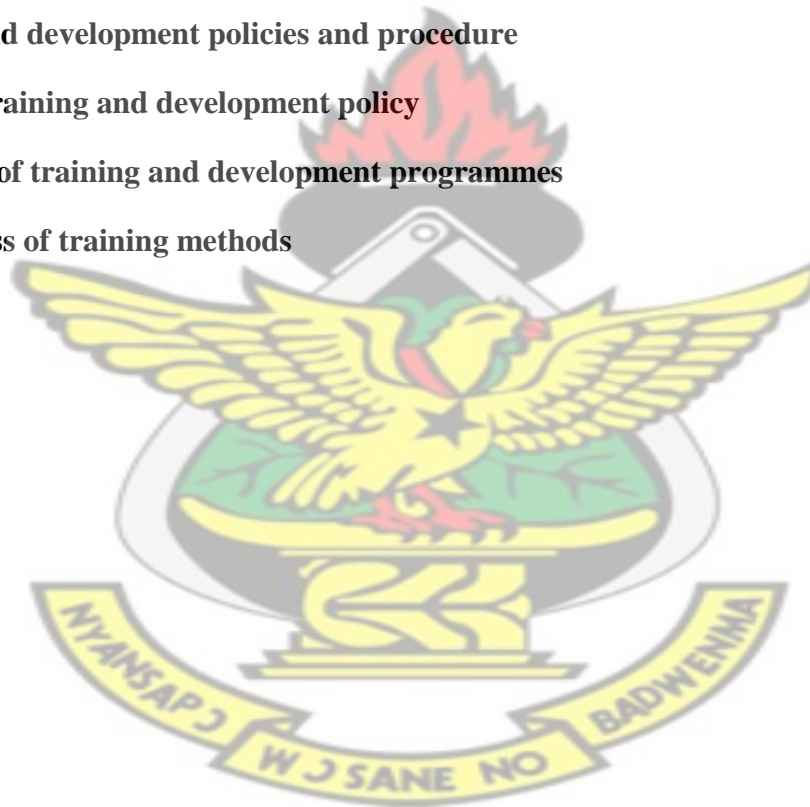 d development policies and procedure
raining and development policy
of training and development programmes
ss of training methods
NYANSAPƆ
WƆSANE NO
BADWENMA